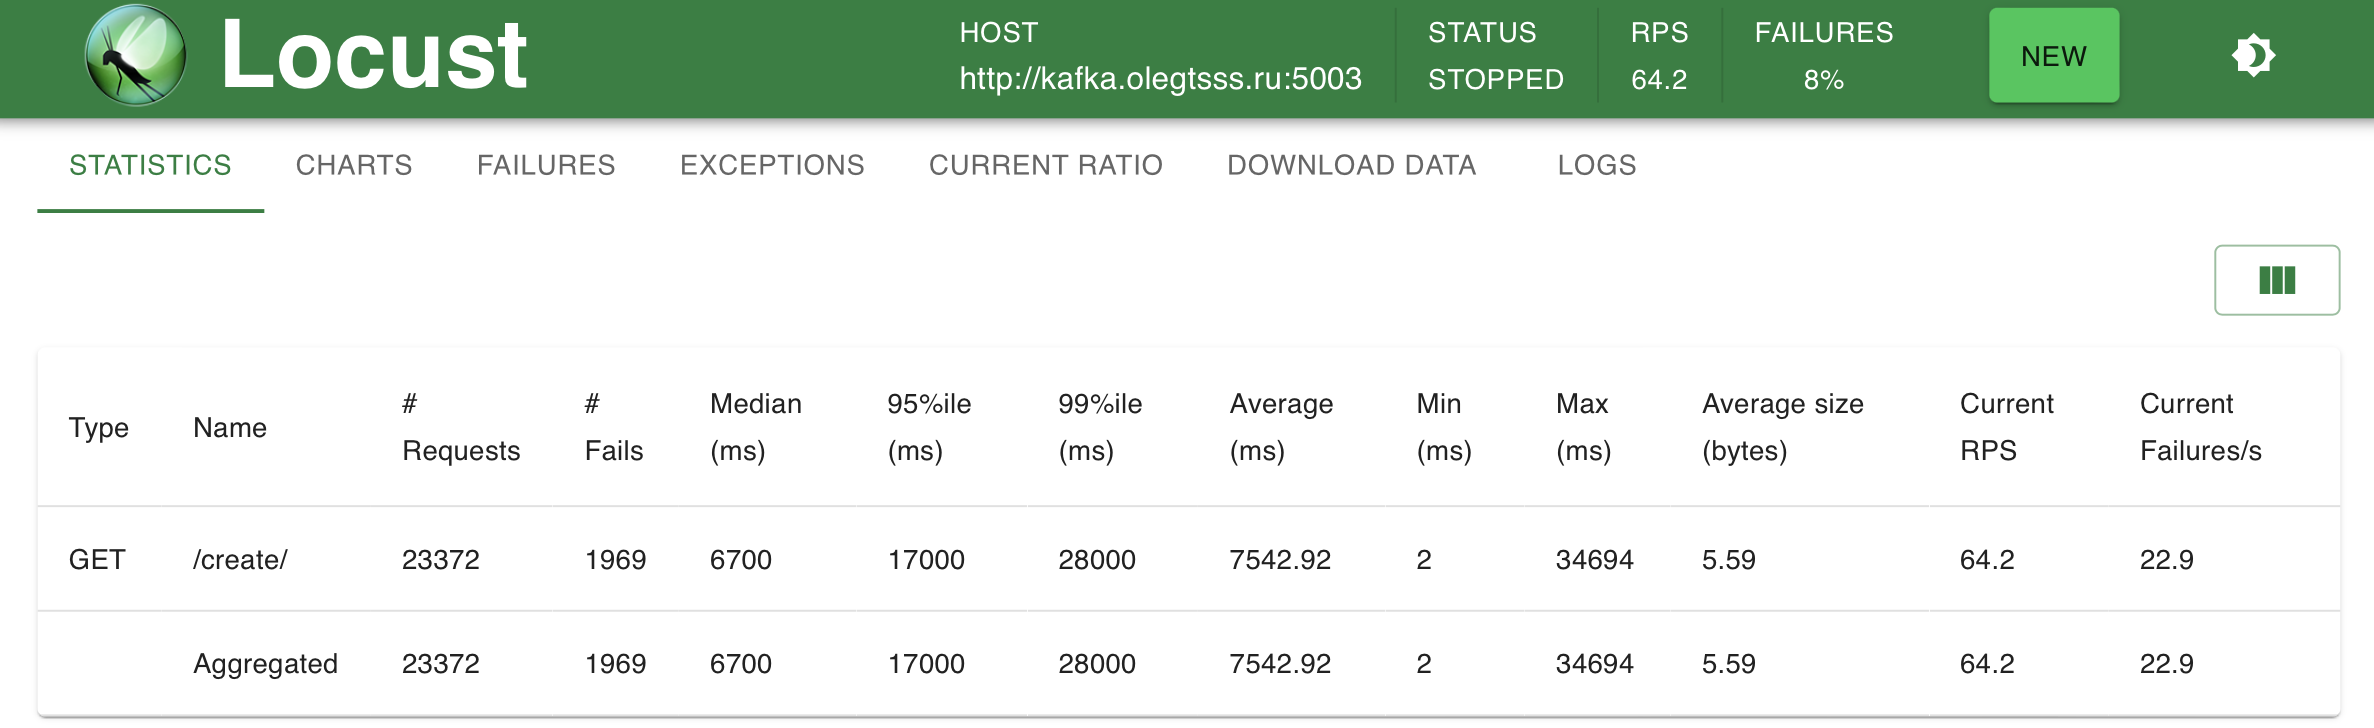 Locust
HOST
http://kafka.olegtsss.ru:5003
STATUS
STOPPED
RPS
64.2
FAILURES
8%
NEW
STATISTICS CHARTS FAILURES EXCEPTIONS CURRENT RATIO DOWNLOAD DATA LOGS
Type Name # Requests # Fails Median (ms) 95%ile (ms) 99%ile (ms) Average (ms) Min (ms) Max (ms) Average size (bytes) Current RPS Current Failures/s
GET /create/ 23372 1969 6700 17000 28000 7542.92 2 34694 5.59 64.2 22.9
Aggregated 23372 1969 6700 17000 28000 7542.92 2 34694 5.59 64.2 22.9